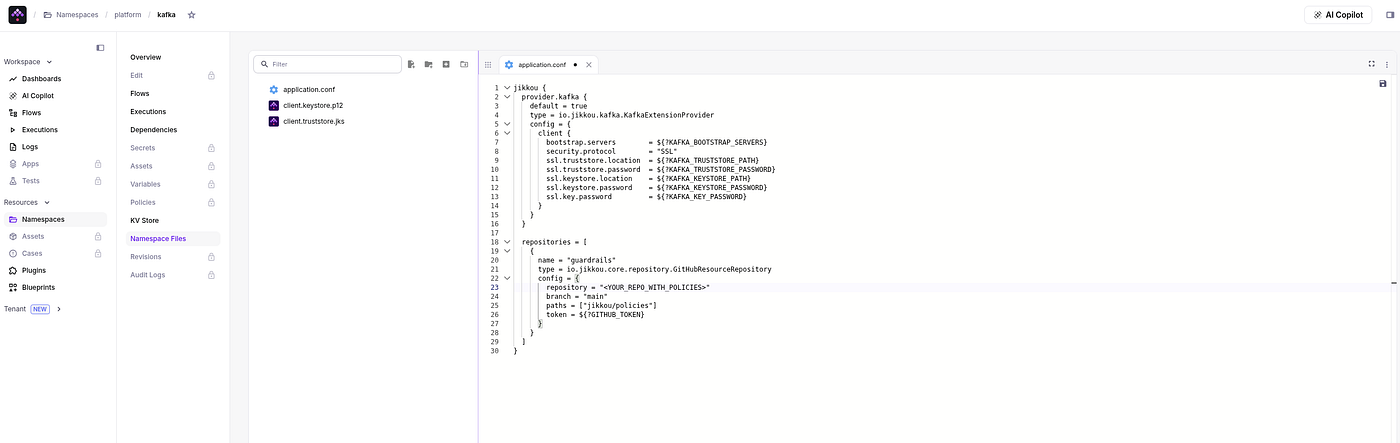 / Namespaces / platform / kafka
AI Copilot
Workspace
Dashboards
AI Copilot
Flows
Executions
Logs
Apps
Tests
Resources
Namespaces
Assets
Cases
Plugins
Blueprints
Tenant NEW
Overview
Edit
Flows
Executions
Dependencies
Secrets
Assets
Variables
Policies
KV Store
Namespace Files
Revisions
Audit Logs
Filter
application.conf
client.keystore.p12
client.truststore.jks
application.conf
1 jikkou {
2 provider.kafka {
3 default = true
4 type = io.jikkou.kafka.KafkaExtensionProvider
5 config = {
6 client {
7 bootstrap.servers = ${?KAFKA_BOOTSTRAP_SERVERS}
8 security.protocol = "SSL"
9 ssl.truststore.location = ${?KAFKA_TRUSTSTORE_PATH}
10 ssl.truststore.password = ${?KAFKA_TRUSTSTORE_PASSWORD}
11 ssl.keystore.location = ${?KAFKA_KEYSTORE_PATH}
12 ssl.keystore.password = ${?KAFKA_KEYSTORE_PASSWORD}
13 ssl.key.password = ${?KAFKA_KEY_PASSWORD}
14 }
15 }
16 }
17
18 repositories = [
19 {
20 name = "guardrails"
21 type = io.jikkou.core.repository.GitHubResourceRepository
22 config = {
23 repository = "<YOUR_REPO_WITH_POLICIES>"
24 branch = "main"
25 paths = ["jikkou/policies"]
26 token = ${?GITHUB_TOKEN}
27 }
28 }
29 ]
30 }